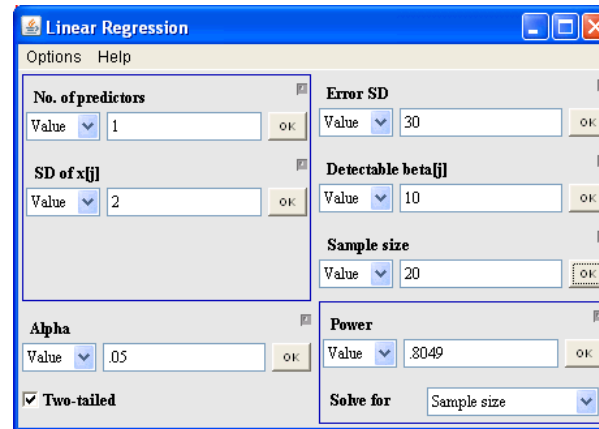 Linear Regression
Options Help
No. of predictors
Value 1 OK
SD of x[j]
Value 2 OK
Alpha
Value .05 OK
Two-tailed
Error SD
Value 30 OK
Detectable beta[j]
Value 10 OK
Sample size
Value 20 OK
Power
Value .8049 OK
Solve for Sample size